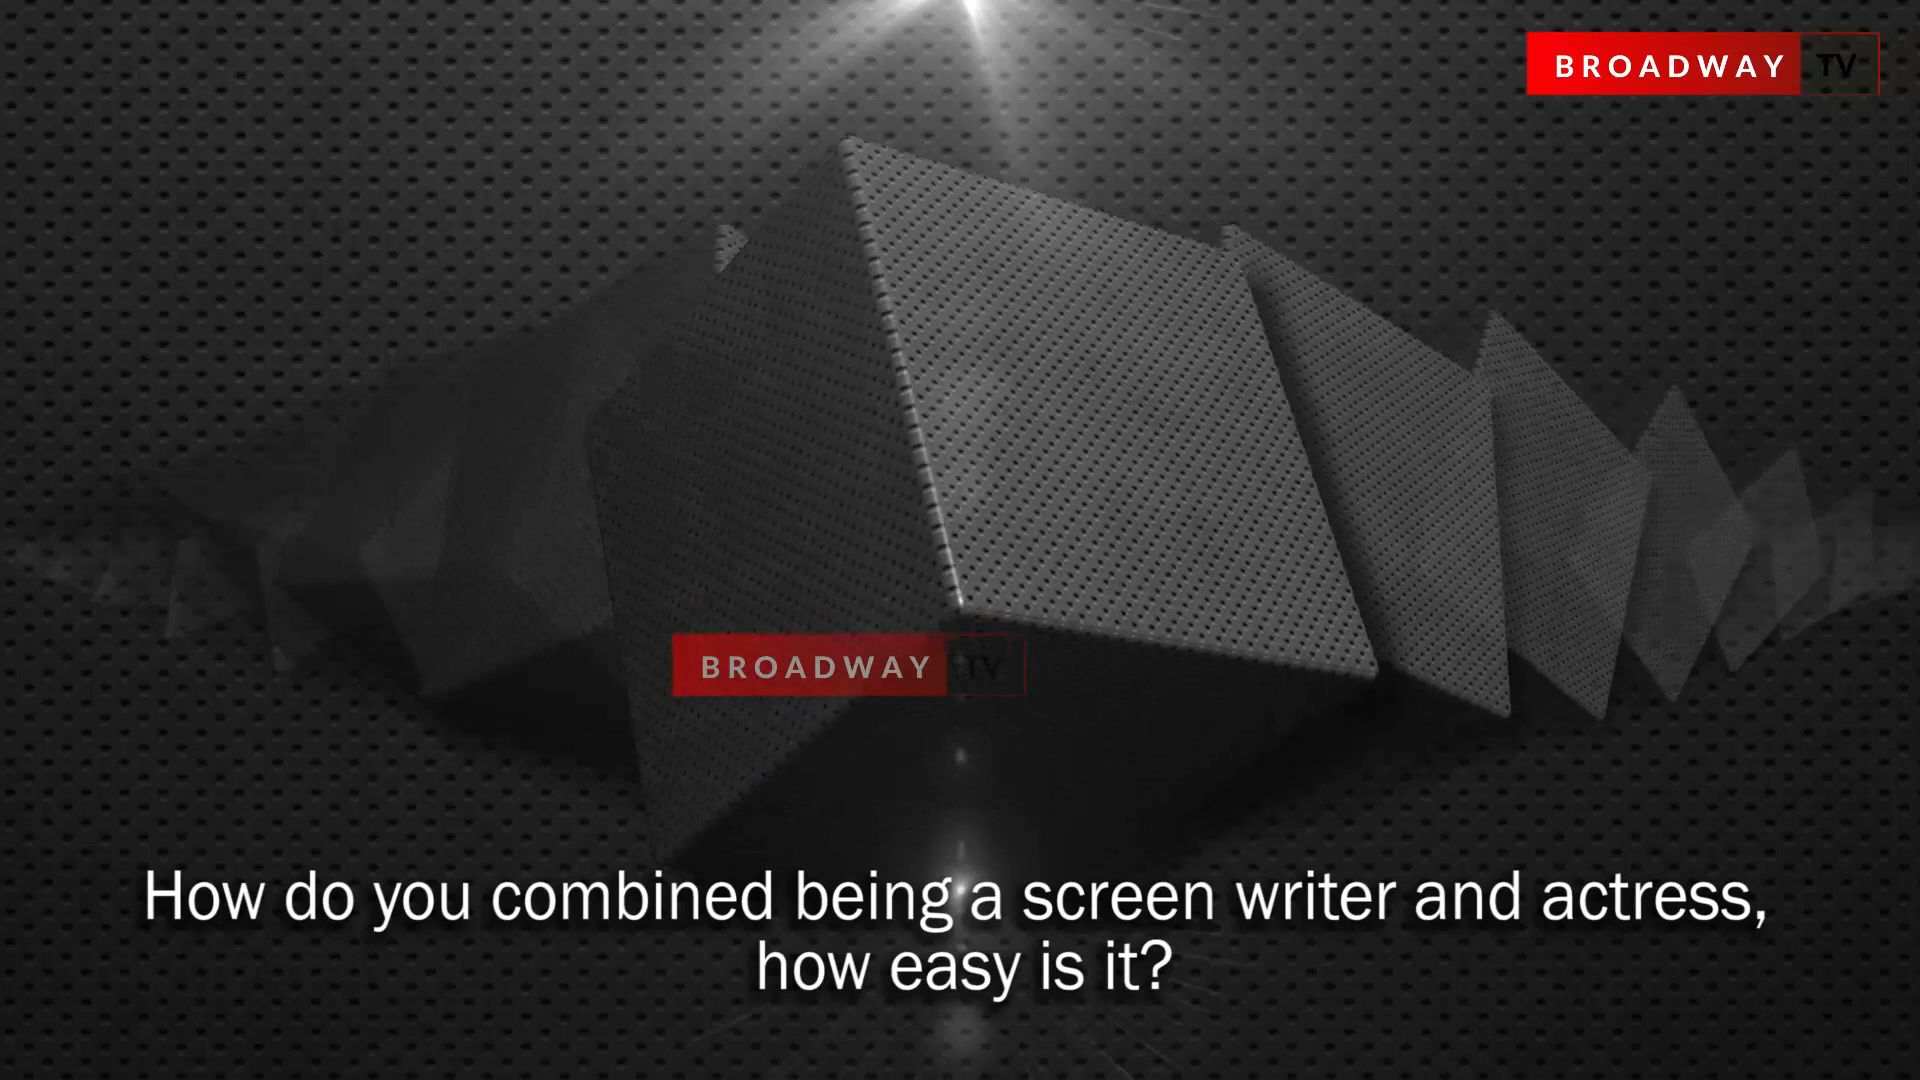 BROADWAY TV
BROADWAY TV
How do you combined being a screen writer and actress,
how easy is it?